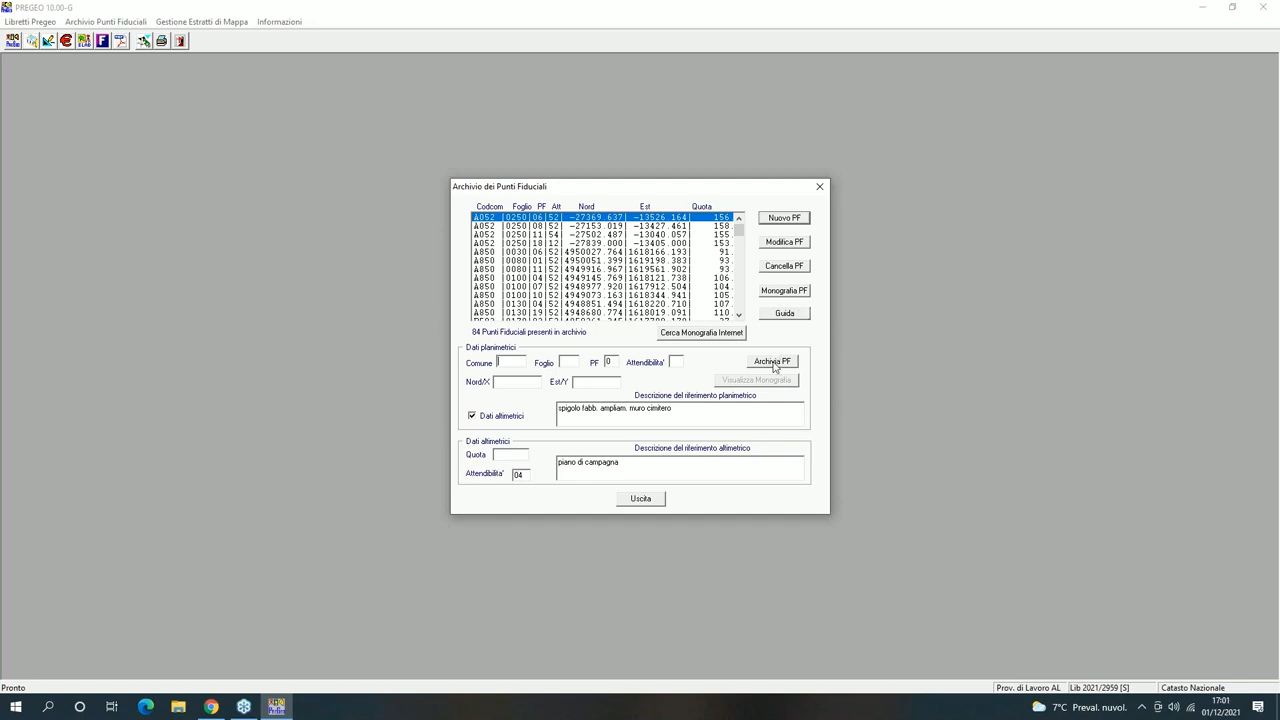 PREGEO 10.00-G
Libretti Pregeo Archivio Punti Fiduciali Gestione Estratti di Mappa Informazioni
Archivio dei Punti Fiduciali
Codcom Foglio PF Att Nord Est Quota
A052 |0250|06|52| -27369.637| -13526.164| 156
A052 |0250|08|52| -27153.019| -13427.461| 158.
A052 |0250|11|54| -27502.487| -13040.057| 155.
A052 |0250|18|12| -27839.000| -13405.000| 153.
A850 |0030|06|52| 4950027.764|1618166.193| 91.
A850 |0080|01|52| 4950051.399|1619198.383| 93.
A850 |0080|11|52| 4949916.967|1619561.902| 93.
A850 |0100|04|52| 4949145.769|1618121.738| 106.
A850 |0100|07|52| 4948977.920|1617912.504| 104.
A850 |0100|10|52| 4949073.163|1618344.941| 105.
A850 |0130|04|52| 4948851.494|1618220.710| 107.
A850 |0130|19|52| 4948680.774|1618019.091| 110.
Nuovo PF
Modifica PF
Cancella PF
Monografia PF
Guida
84 Punti Fiduciali presenti in archivio
Cerca Monografia Internet
Dati planimetrici
Comune Foglio PF 0 Attendibilita' Archivia PF
Nord/X Est/Y Visualizza Monografia
Descrizione del riferimento planimetrico
spigolo fabb. ampliam. muro cimitero
Dati altimetrici
Dati altimetrici
Descrizione del riferimento altimetrico
Quota
piano di campagna
Attendibilita' 04
Uscita
Pronto
Prov. di Lavoro AL Lib 2021/2959 [S] Catasto Nazionale
7°C Preval. nuvol.
17:01
01/12/2021